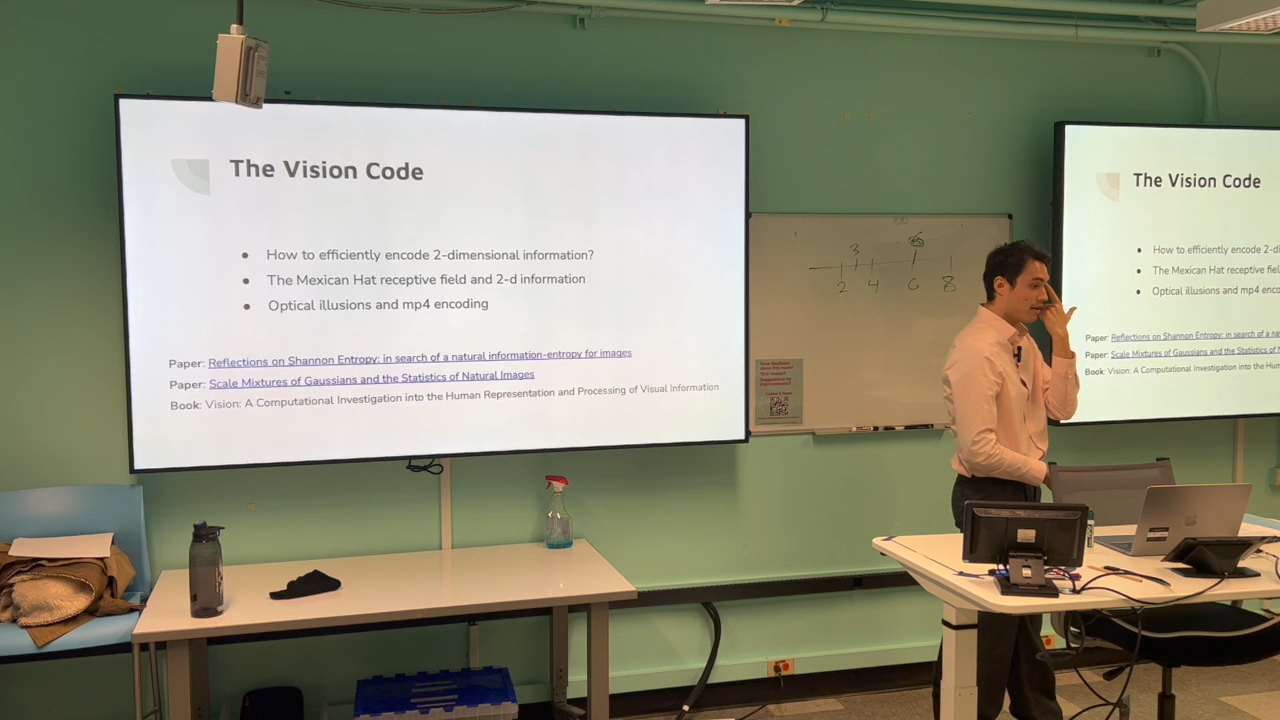 The Vision Code
How to efficiently encode 2-dimensional information?
The Mexican Hat receptive field and 2-d information
Optical illusions and mp4 encoding
Paper: Reflections on Shannon Entropy: in search of a natural information-entropy for images
Paper: Scale Mixtures of Gaussians and the Statistics of Natural Images
Book: Vision: A Computational Investigation into the Human Representation and Processing of Visual Information
3
2 4 6 8
The Vision Code
How to efficiently encode 2-di
The Mexican Hat receptive fiel
Optical illusions and mp4 enco
Paper: Reflections on Shannon Entropy: in search of a na
Paper: Scale Mixtures of Gaussians and the Statistics of N
Book: Vision: A Computational Investigation into the Hum